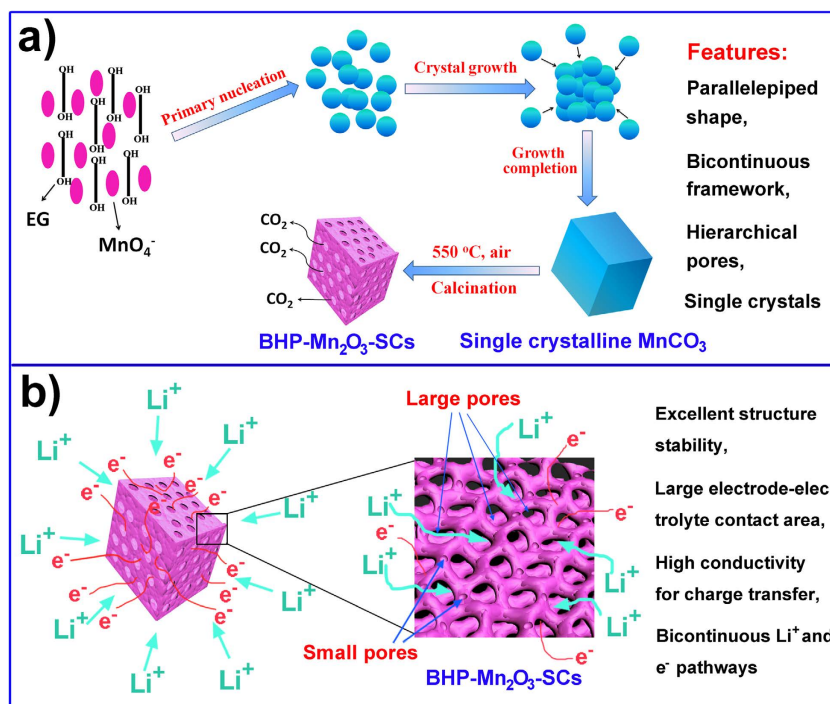 a)
OH
OH
OH
OH
OH
OH
OH
OH
OH
OH
OH
OH
OH
OH
EG
MnO₄⁻
Primary nucleation
Crystal growth
Growth
completion
Single crystalline MnCO₃
550 °C, air
Calcination
CO₂
CO₂
CO₂
BHP-Mn₂O₃-SCs
Features:
Parallelepiped
shape,
Bicontinuous
framework,
Hierarchical
pores,
Single crystals
b)
Li⁺
Li⁺
Li⁺
Li⁺
Li⁺
Li⁺
Li⁺
Li⁺
Li⁺
Li⁺
Li⁺
e⁻
e⁻
e⁻
e⁻
e⁻
e⁻
e⁻
e⁻
e⁻
e⁻
Large pores
Small pores
Li⁺
Li⁺
Li⁺
Li⁺
Li⁺
e⁻
e⁻
e⁻
e⁻
BHP-Mn₂O₃-SCs
Excellent structure
stability,
Large electrode-elec
trolyte contact area,
High conductivity
for charge transfer,
Bicontinuous Li⁺and
e⁻ pathways